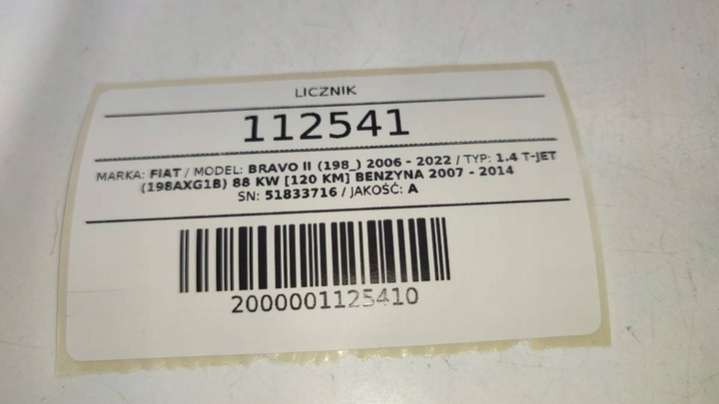 LICZNIK
112541
MARKA: FIAT / MODEL: BRAVO II (198_) 2006 - 2022 / TYP: 1.4 T-JET
(198AXG1B) 88 KW [120 KM] BENZYNA 2007 - 2014
SN: 51833716 / JAKOŚĆ: A
2000001125410